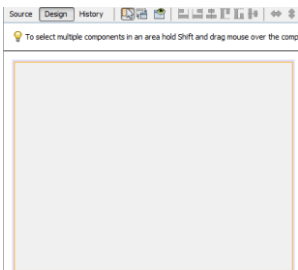 Source Design History
To select multiple components in an area hold Shift and drag mouse over the comp